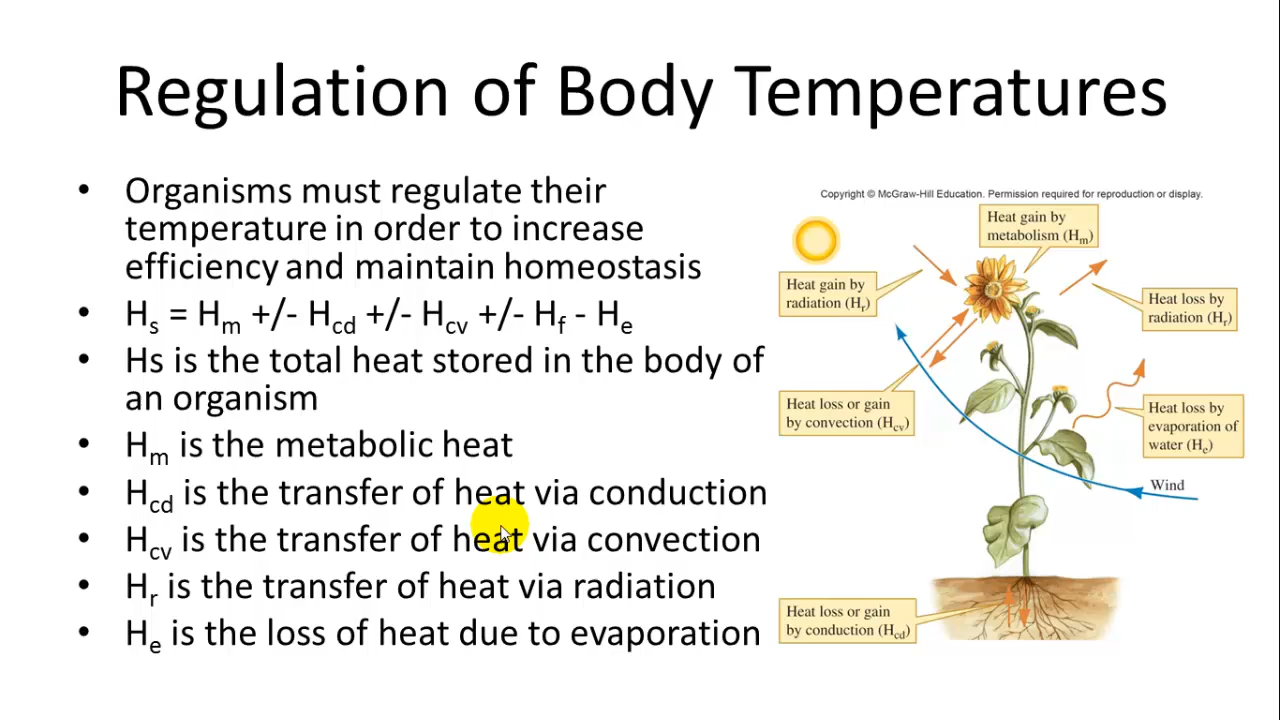 Regulation of Body Temperatures
• Organisms must regulate their
temperature in order to increase
efficiency and maintain homeostasis
• Hs = Hm +/- Hcd +/- Hcv +/- Hf - He
• Hs is the total heat stored in the body of
an organism
• Hm is the metabolic heat
• Hcd is the transfer of heat via conduction
• Hcv is the transfer of heat via convection
• Hr is the transfer of heat via radiation
• He is the loss of heat due to evaporation
Copyright © McGraw-Hill Education. Permission required for reproduction or display.
Heat gain by
metabolism (Hm)
Heat gain by
radiation (Hr)
Heat loss by
radiation (Hr)
Heat loss or gain
by convection (Hcv)
Heat loss by
evaporation of
water (He)
Wind
Heat loss or gain
by conduction (Hcd)